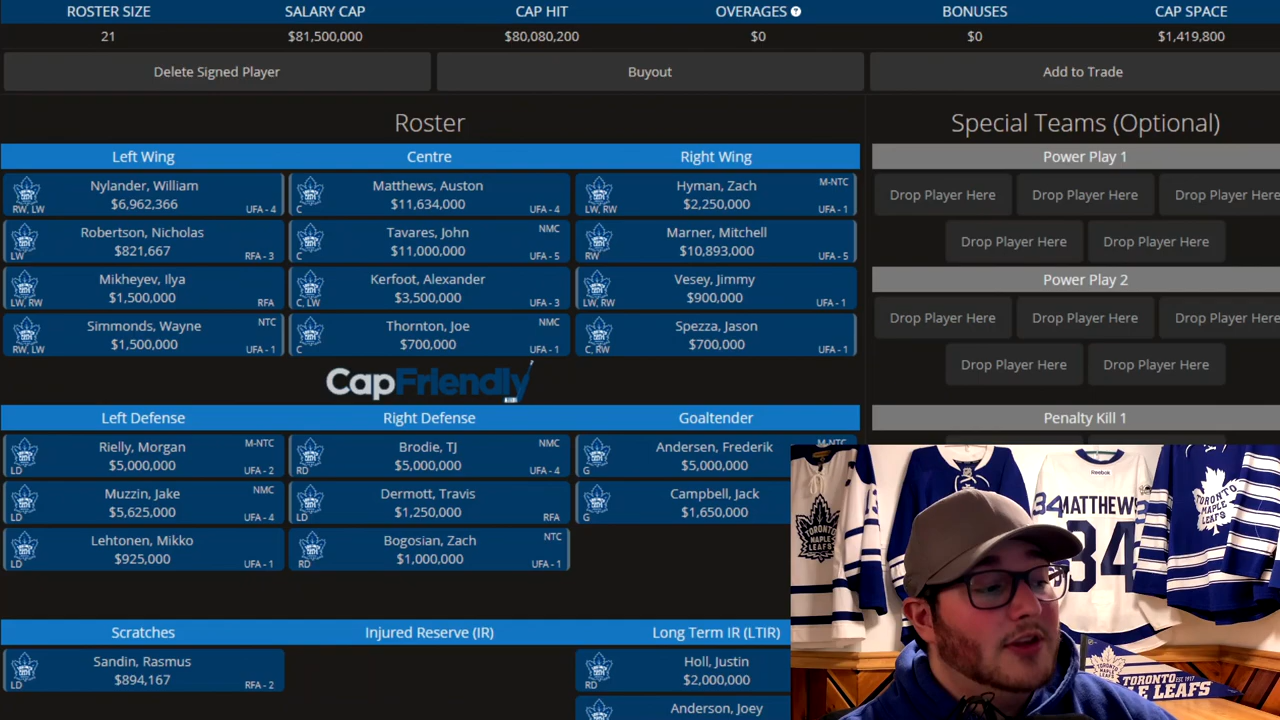 ROSTER SIZE SALARY CAP CAP HIT OVERAGES ? BONUSES CAP SPACE
21 $81,500,000 $80,080,200 $0 $0 $1,419,800
Delete Signed Player Buyout Add to Trade
Roster Special Teams (Optional)
Left Wing Centre Right Wing Power Play 1
Nylander, William Matthews, Auston Hyman, Zach M-NTC
$6,962,366 $11,634,000 $2,250,000 Drop Player Here Drop Player Here Drop Player Here
RW, LW UFA - 4 C UFA - 4 LW, RW UFA - 1
Robertson, Nicholas Tavares, John NMC Marner, Mitchell
$821,667 $11,000,000 $10,893,000 Drop Player Here Drop Player Here
LW RFA - 3 C UFA - 5 RW UFA - 5
Mikheyev, Ilya Kerfoot, Alexander Vesey, Jimmy Power Play 2
$1,500,000 $3,500,000 $900,000
LW, RW RFA C, LW UFA - 3 LW, RW UFA - 1
Simmonds, Wayne NTC Thornton, Joe NMC Spezza, Jason Drop Player Here Drop Player Here Drop Player Here
$1,500,000 $700,000 $700,000
RW, LW UFA - 1 C UFA - 1 C, RW UFA - 1
CapFriendly Drop Player Here Drop Player Here
Left Defense Right Defense Goaltender Penalty Kill 1
Rielly, Morgan M-NTC Brodie, TJ NMC Andersen, Frederik M-NTC
$5,000,000 $5,000,000 $5,000,000
LD UFA - 2 RD UFA - 4 G
Muzzin, Jake NMC Dermott, Travis Campbell, Jack
$5,625,000 $1,250,000 $1,650,000
LD UFA - 4 LD RFA G
Lehtonen, Mikko Bogosian, Zach NTC
$925,000 $1,000,000
LD UFA - 1 RD UFA - 1
Scratches Injured Reserve (IR) Long Term IR (LTIR)
Sandin, Rasmus Holl, Justin
$894,167 $2,000,000
LD RFA - 2 RD
Anderson, Joey
Reebok
TORONTO MAPLE LEAFS
34 MATTHEWS
34
TORONTO MAPLE LEAFS
TORONTO EST. 1917
LE LEAFS